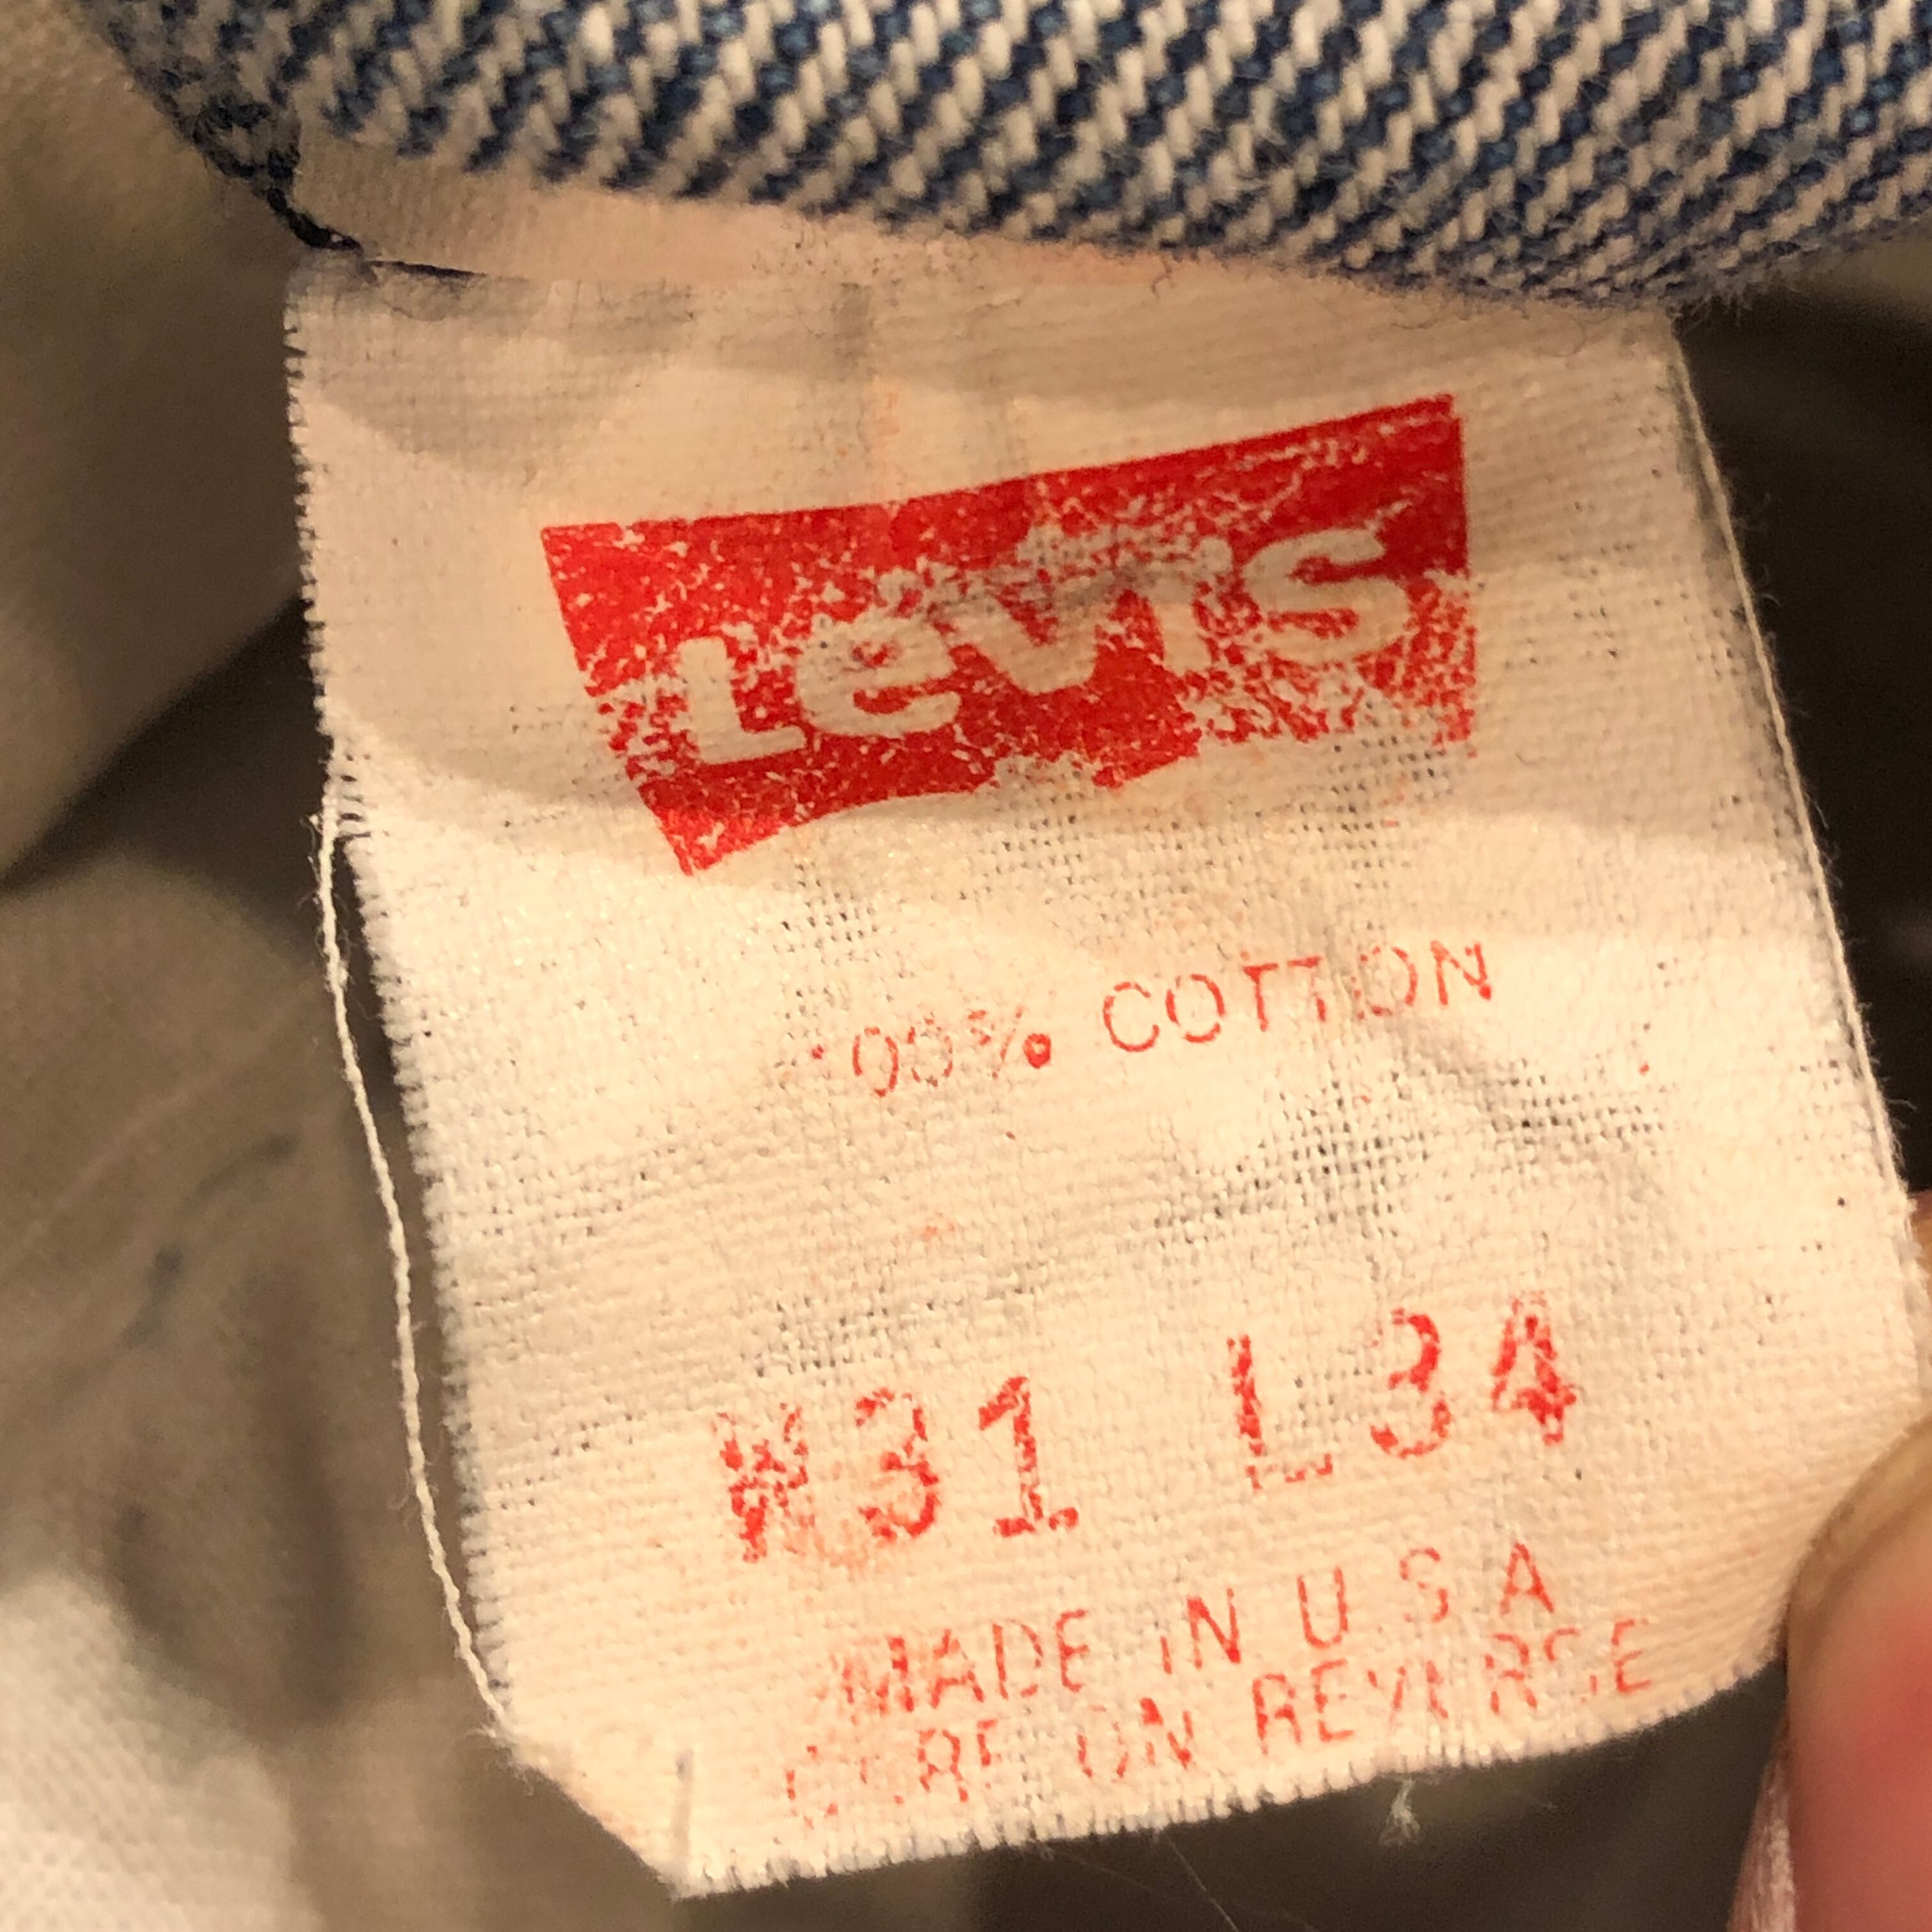 Levi's
100% COTTON
W31 L34
MADE IN U.S.A
CARE ON REVERSE